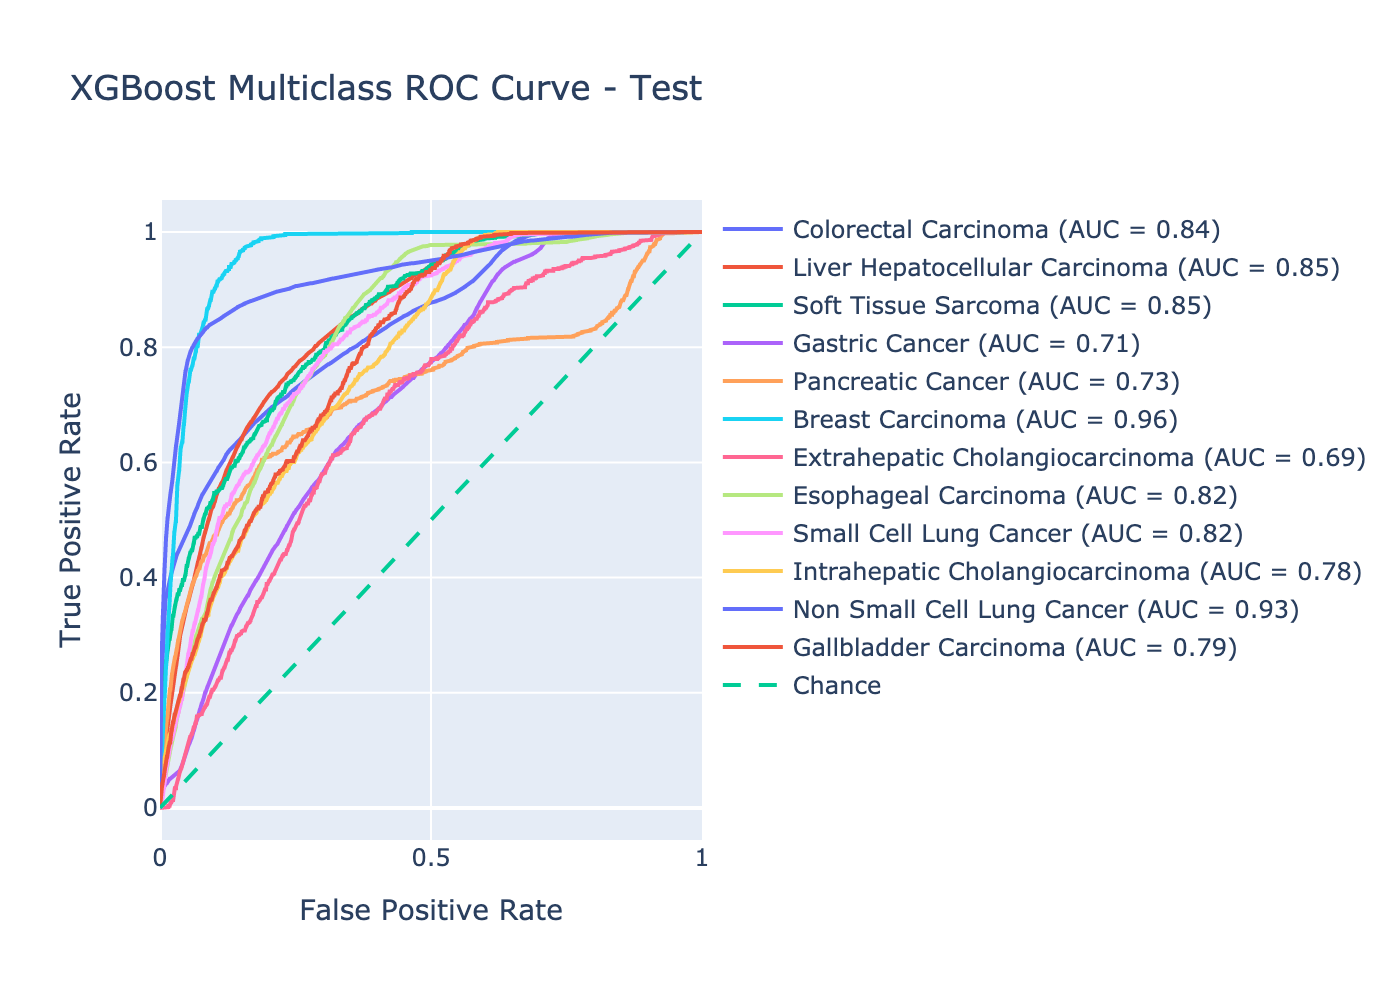 XGBoost Multiclass ROC Curve - Test
1
0.8
0.6
0.4
0.2
0
0
0.5
1
True Positive Rate
False Positive Rate
Colorectal Carcinoma (AUC = 0.84)
Liver Hepatocellular Carcinoma (AUC = 0.85)
Soft Tissue Sarcoma (AUC = 0.85)
Gastric Cancer (AUC = 0.71)
Pancreatic Cancer (AUC = 0.73)
Breast Carcinoma (AUC = 0.96)
Extrahepatic Cholangiocarcinoma (AUC = 0.69)
Esophageal Carcinoma (AUC = 0.82)
Small Cell Lung Cancer (AUC = 0.82)
Intrahepatic Cholangiocarcinoma (AUC = 0.78)
Non Small Cell Lung Cancer (AUC = 0.93)
Gallbladder Carcinoma (AUC = 0.79)
Chance